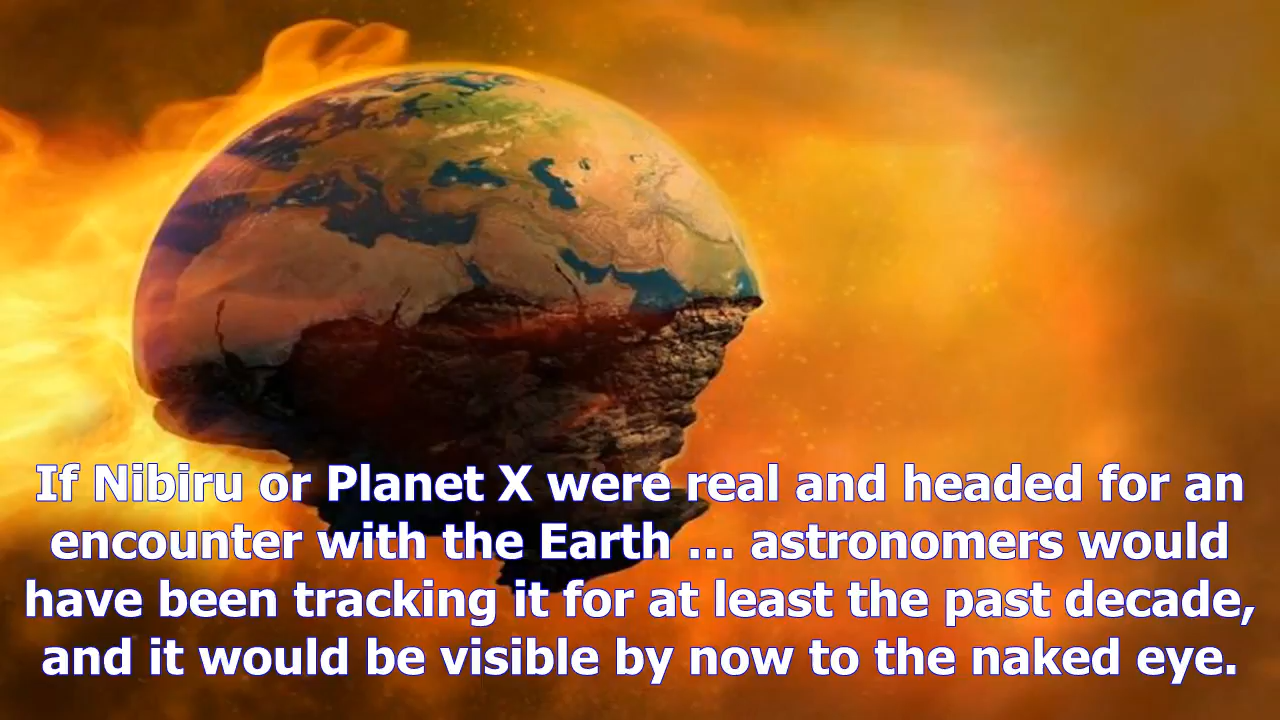 If Nibiru or Planet X were real and headed for an
encounter with the Earth … astronomers would
have been tracking it for at least the past decade,
and it would be visible by now to the naked eye.